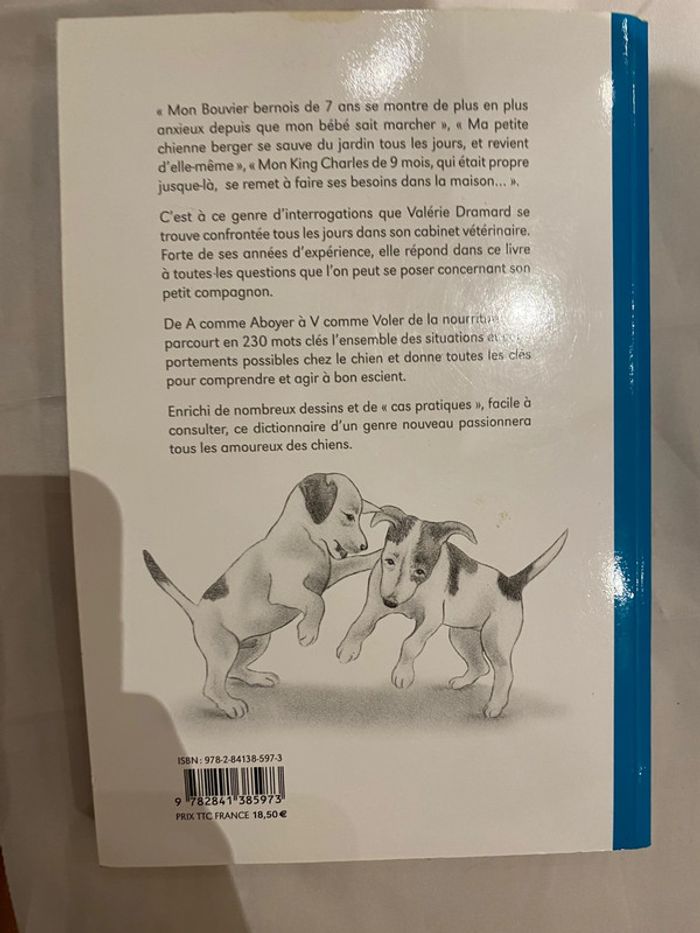 « Mon Bouvier bernois de 7 ans se montre de plus en plus
anxieux depuis que mon bébé sait marcher », « Ma petite
chienne berger se sauve du jardin tous les jours, et revient
d'elle-même », « Mon King Charles de 9 mois, qui était propre
jusque-là, se remet à faire ses besoins dans la maison... ».
C'est à ce genre d'interrogations que Valérie Dramard se
trouve confrontée tous les jours dans son cabinet vétérinaire.
Forte de ses années d'expérience, elle répond dans ce livre
à toutes les questions que l'on peut se poser concernant son
petit compagnon.
De A comme Aboyer à V comme Voler de la nourriture
parcourt en 230 mots clés l'ensemble des situations et
portements possibles chez le chien et donne toutes les clés
pour comprendre et agir à bon escient.
Enrichi de nombreux dessins et de « cas pratiques », facile à
consulter, ce dictionnaire d'un genre nouveau passionnera
tous les amoureux des chiens.
ISBN : 978-2-84138-597-3
9 782841 385973
PRIX TTC FRANCE 18,50 €